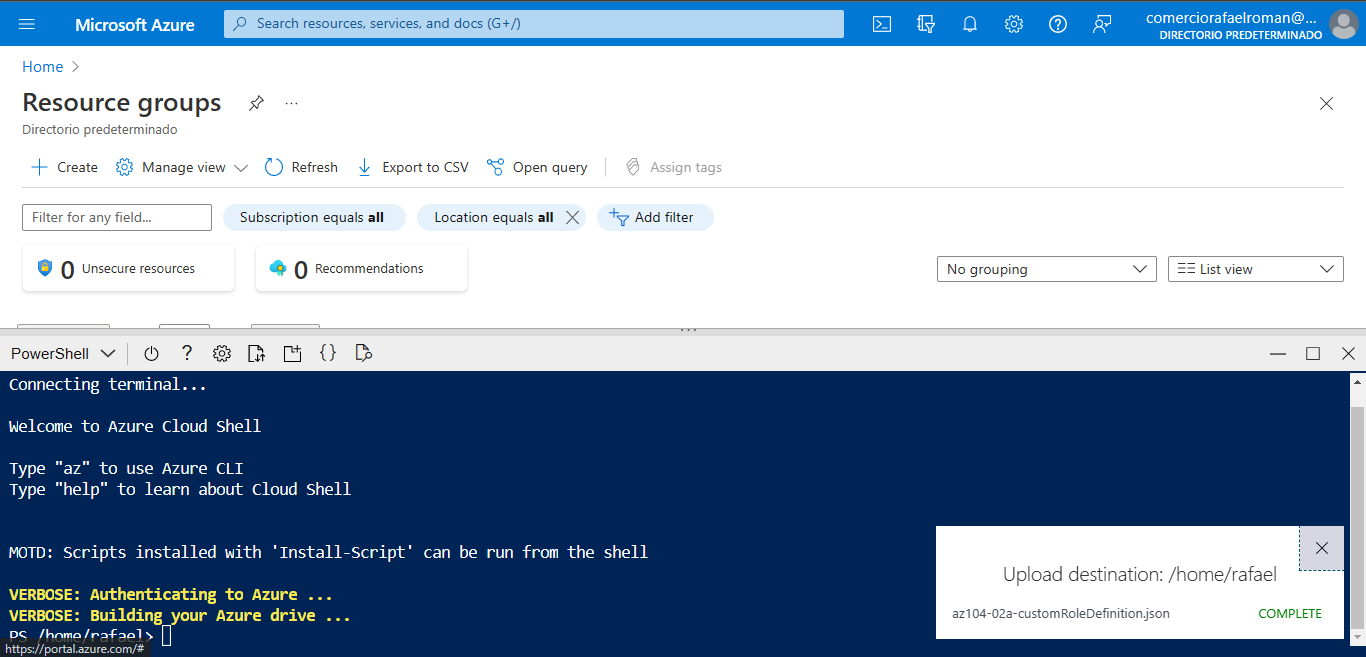 Microsoft Azure
Search resources, services, and docs (G+/)
comerciorafaelroman@...
DIRECTORIO PREDETERMINADO
Home
Resource groups
...
Directorio predeterminado
Create
Manage view
Refresh
Export to CSV
Open query
Assign tags
Filter for any field...
Subscription equals all
Location equals all
Add filter
0 Unsecure resources
0 Recommendations
No grouping
List view
PowerShell
?
{}
Connecting terminal...
Welcome to Azure Cloud Shell
Type "az" to use Azure CLI
Type "help" to learn about Cloud Shell
MOTD: Scripts installed with 'Install-Script' can be run from the shell
VERBOSE: Authenticating to Azure ...
VERBOSE: Building your Azure drive ...
PS /home/rafael>
https://portal.azure.com/#
Upload destination: /home/rafael
az104-02a-customRoleDefinition.json
COMPLETE